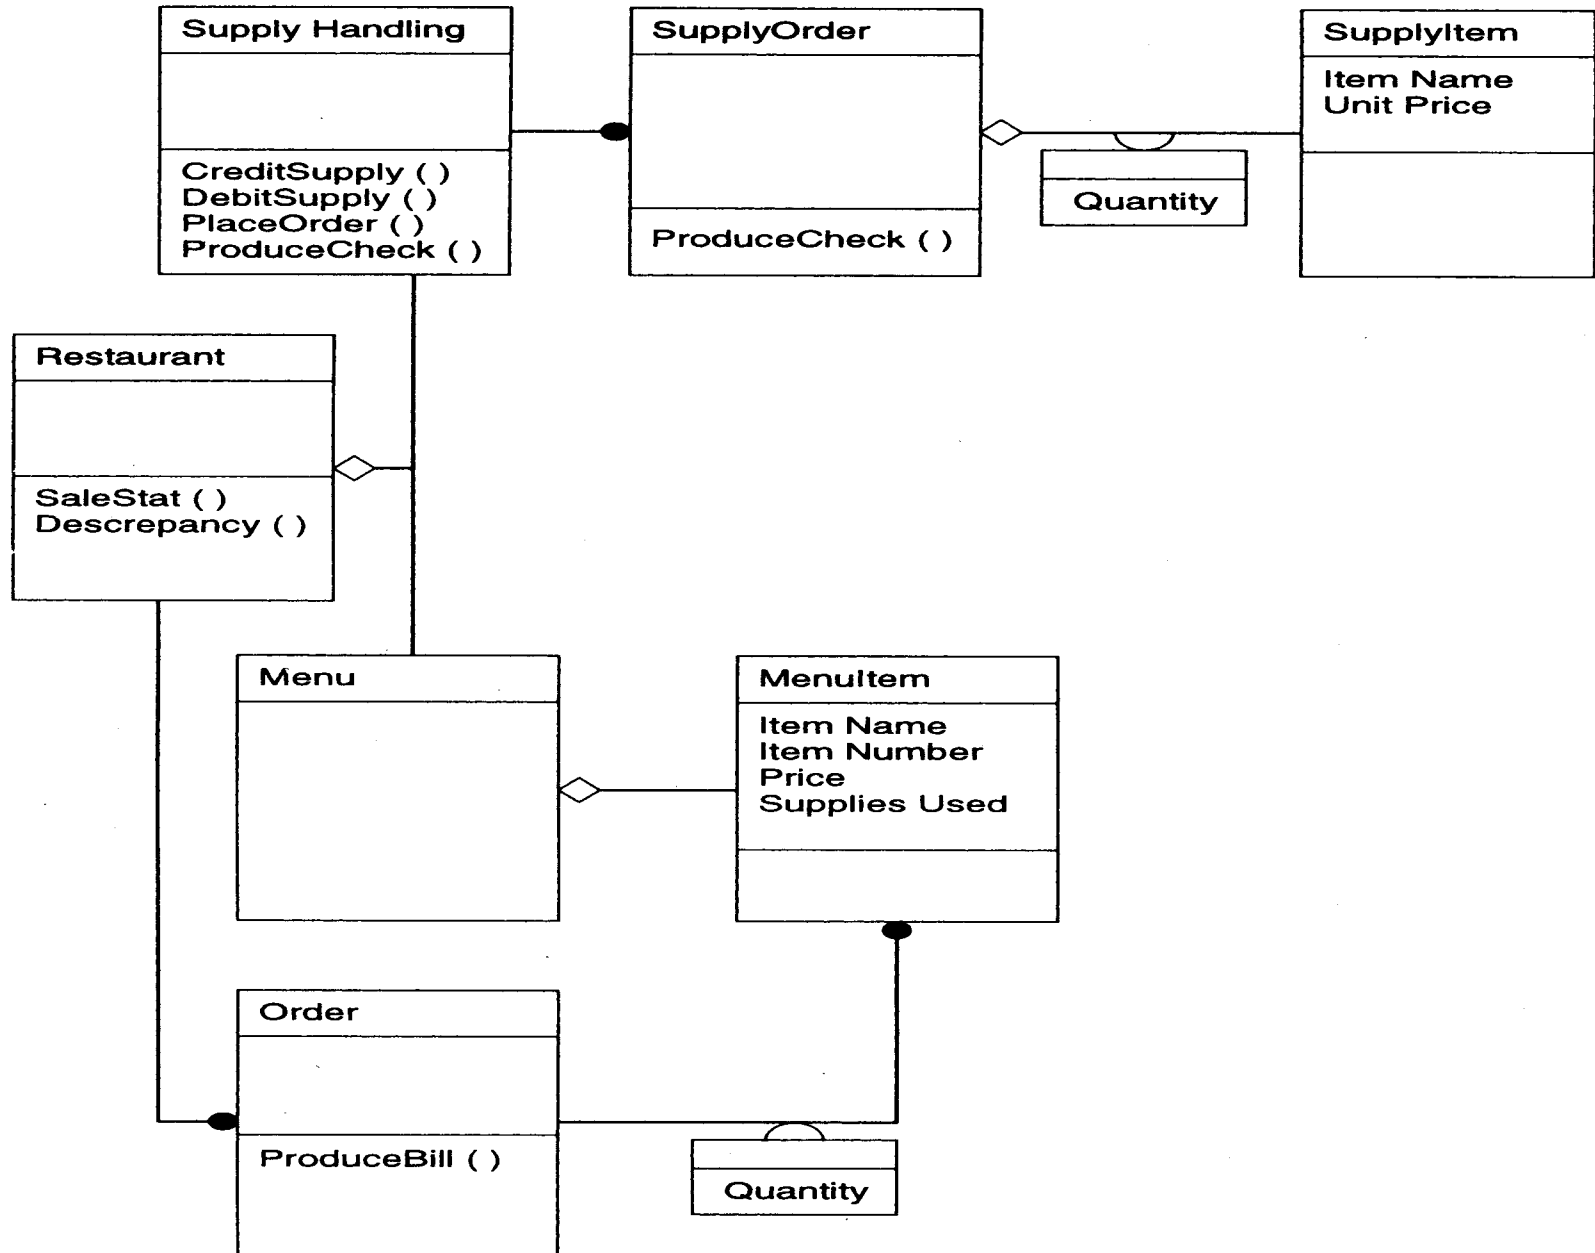 Supply Handling
CreditSupply ( )
DebitSupply ( )
PlaceOrder ( )
ProduceCheck ( )
SupplyOrder
ProduceCheck ( )
SupplyItem
Item Name
Unit Price
Quantity
Restaurant
SaleStat ( )
Descrepancy ( )
Menu
MenuItem
Item Name
Item Number
Price
Supplies Used
Order
ProduceBill ( )
Quantity